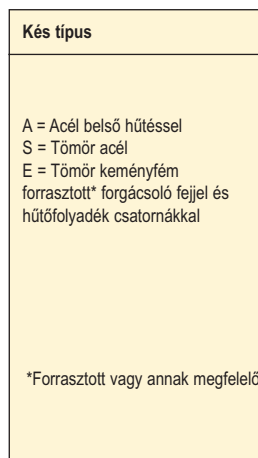 Kés típus
A = Acél belső hűtéssel
S = Tömör acél
E = Tömör keményfém
forrasztott* forgácsoló fejjel és
hűtőfolyadék csatornákkal
*Forrasztott vagy annak megfelelő